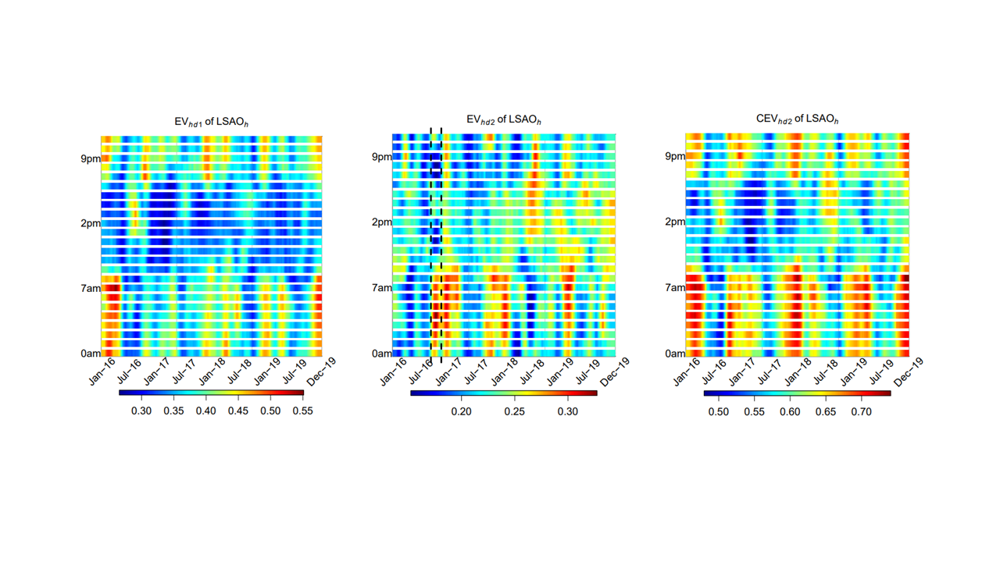 EVhd1 of LSAOh
9pm
2pm
7am
0am
Jan−16
Jul−16
Jan−17
Jul−17
Jan−18
Jul−18
Jan−19
Jul−19
Dec−19
0.30 0.35 0.40 0.45 0.50 0.55
EVhd2 of LSAOh
9pm
2pm
7am
0am
Jan−16
Jul−16
Jan−17
Jul−17
Jan−18
Jul−18
Jan−19
Jul−19
Dec−19
0.20 0.25 0.30
CEVhd2 of LSAOh
9pm
2pm
7am
0am
Jan−16
Jul−16
Jan−17
Jul−17
Jan−18
Jul−18
Jan−19
Jul−19
Dec−19
0.50 0.55 0.60 0.65 0.70